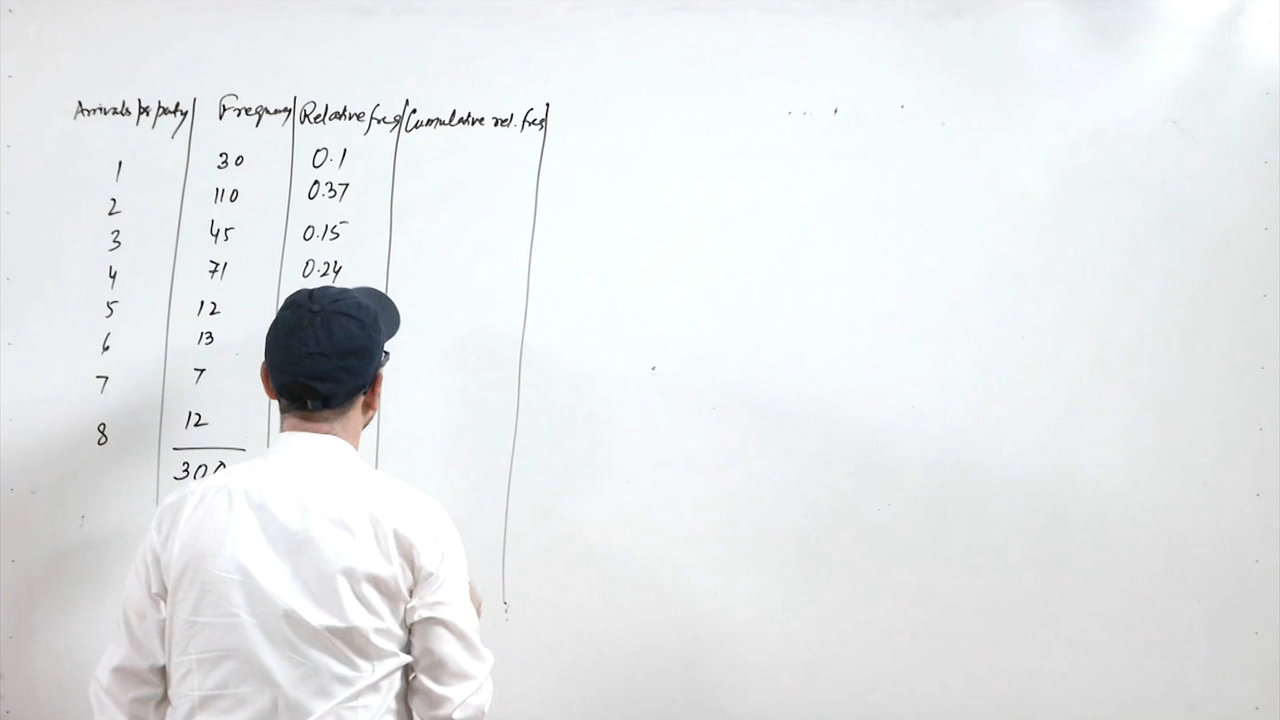 Arrivals per party Frequency Relative freq Cumulative rel. freq
1 30 0.1
2 110 0.37
3 45 0.15
4 71 0.24
5 12
6 13
7 7
8 12
300